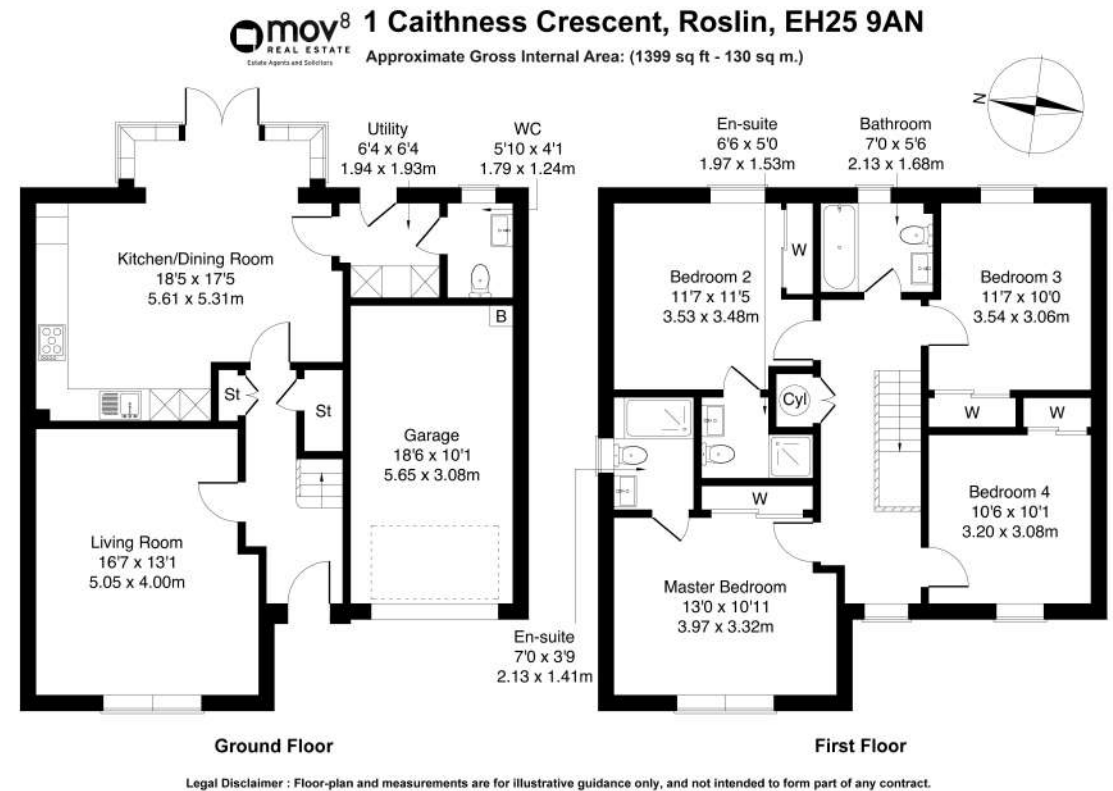 mov8
REAL ESTATE
Estate Agents and Solicitors
1 Caithness Crescent, Roslin, EH25 9AN
Approximate Gross Internal Area: (1399 sq ft - 130 sq m.)
N
Utility
6'4 x 6'4
1.94 x 1.93m
WC
5'10 x 4'1
1.79 x 1.24m
Kitchen/Dining Room
18'5 x 17'5
5.61 x 5.31m
B
St
St
Garage
18'6 x 10'1
5.65 x 3.08m
Living Room
16'7 x 13'1
5.05 x 4.00m
Ground Floor
En-suite
6'6 x 5'0
1.97 x 1.53m
Bathroom
7'0 x 5'6
2.13 x 1.68m
Bedroom 2
11'7 x 11'5
3.53 x 3.48m
W
Bedroom 3
11'7 x 10'0
3.54 x 3.06m
Cyl
W
W
W
Bedroom 4
10'6 x 10'1
3.20 x 3.08m
Master Bedroom
13'0 x 10'11
3.97 x 3.32m
En-suite
7'0 x 3'9
2.13 x 1.41m
First Floor
Legal Disclaimer : Floor-plan and measurements are for illustrative guidance only, and not intended to form part of any contract.